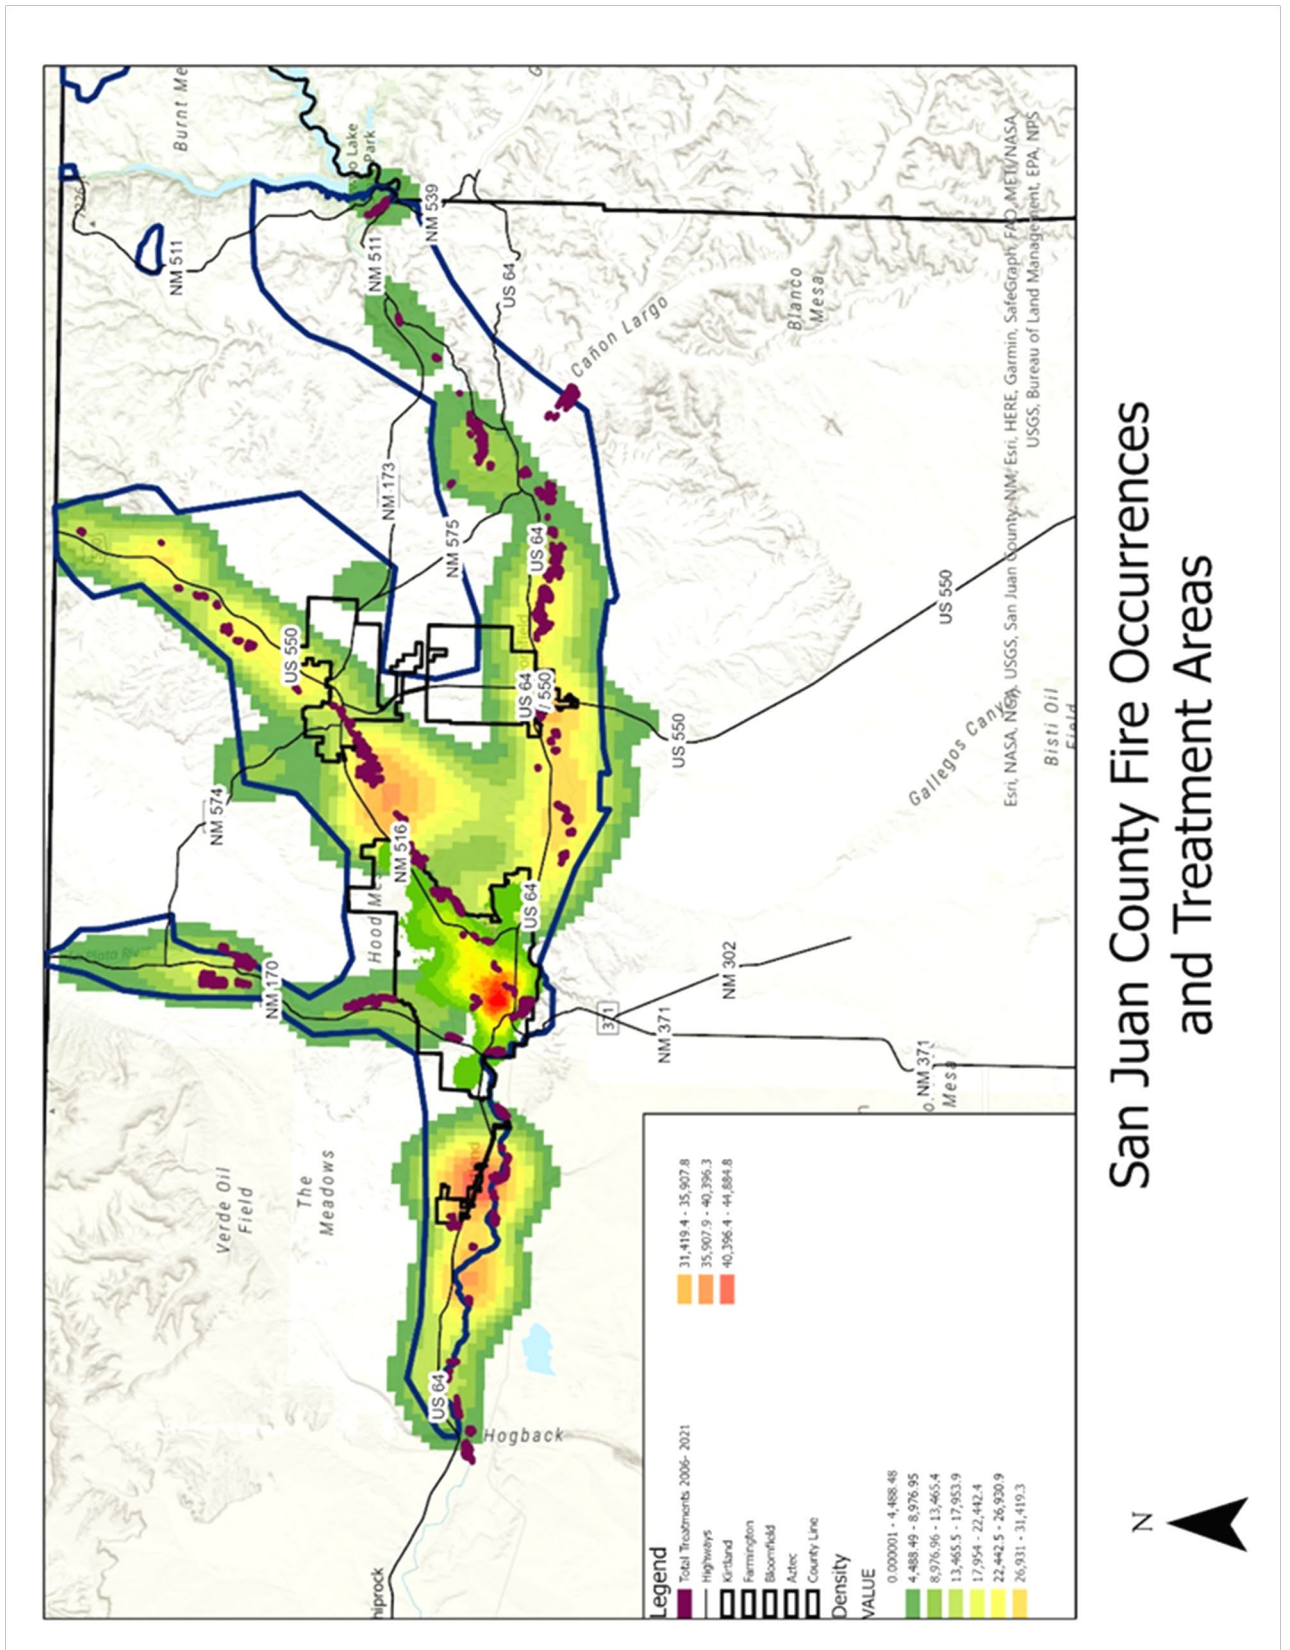 San Juan County Fire Occurrences
and Treatment Areas
N
Burnt Me
Lake
Park
NM 511
NM 511
NM 539
US 64
Cañon Largo
Blanco
Mesa
NM 173
NM 575
US 64
US 550
US 64
/ 550
US 550
US 550
NM 574
NM 516
Hood Mes
US 64
NM 170
Gallegos Canyon
Bisti Oil
Field
NM 302
371
NM 371
NM 371
Mesa
Verde Oil
Field
The
Meadows
US 64
Hogback
hiprock
Esri, NASA, NGA, USGS, San Juan County, NM, Esri, HERE, Garmin, SafeGraph, FAO, METI/NASA,
USGS, Bureau of Land Management, EPA, NPS
Legend
Total Treatments 2006- 2021
Highways
Kirtland
Farmington
Bloomfield
Aztec
County Line
Density
VALUE
0.000001 - 4,488.48
4,488.49 - 8,976.95
8,976.96 - 13,465.4
13,465.5 - 17,953.9
17,954 - 22,442.4
22,442.5 - 26,930.9
26,931 - 31,419.3
31,419.4 - 35,907.8
35,907.9 - 40,396.3
40,396.4 - 44,884.8